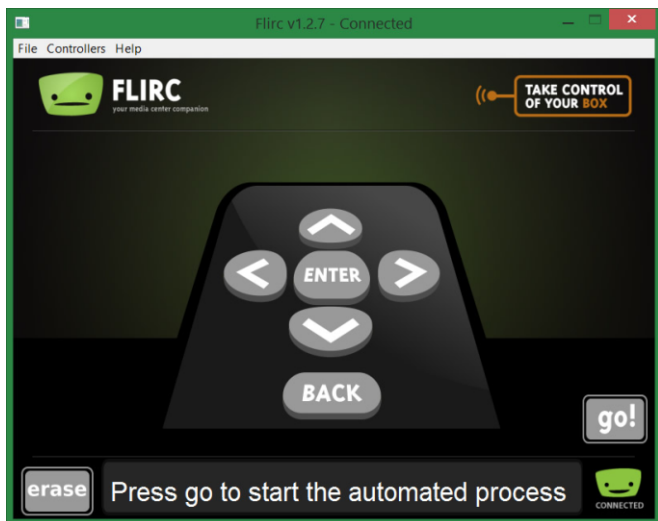 Flirc v1.2.7 - Connected
File Controllers Help
FLIRC
your media center companion
TAKE CONTROL
OF YOUR BOX
ENTER
BACK
go!
erase
Press go to start the automated process
CONNECTED